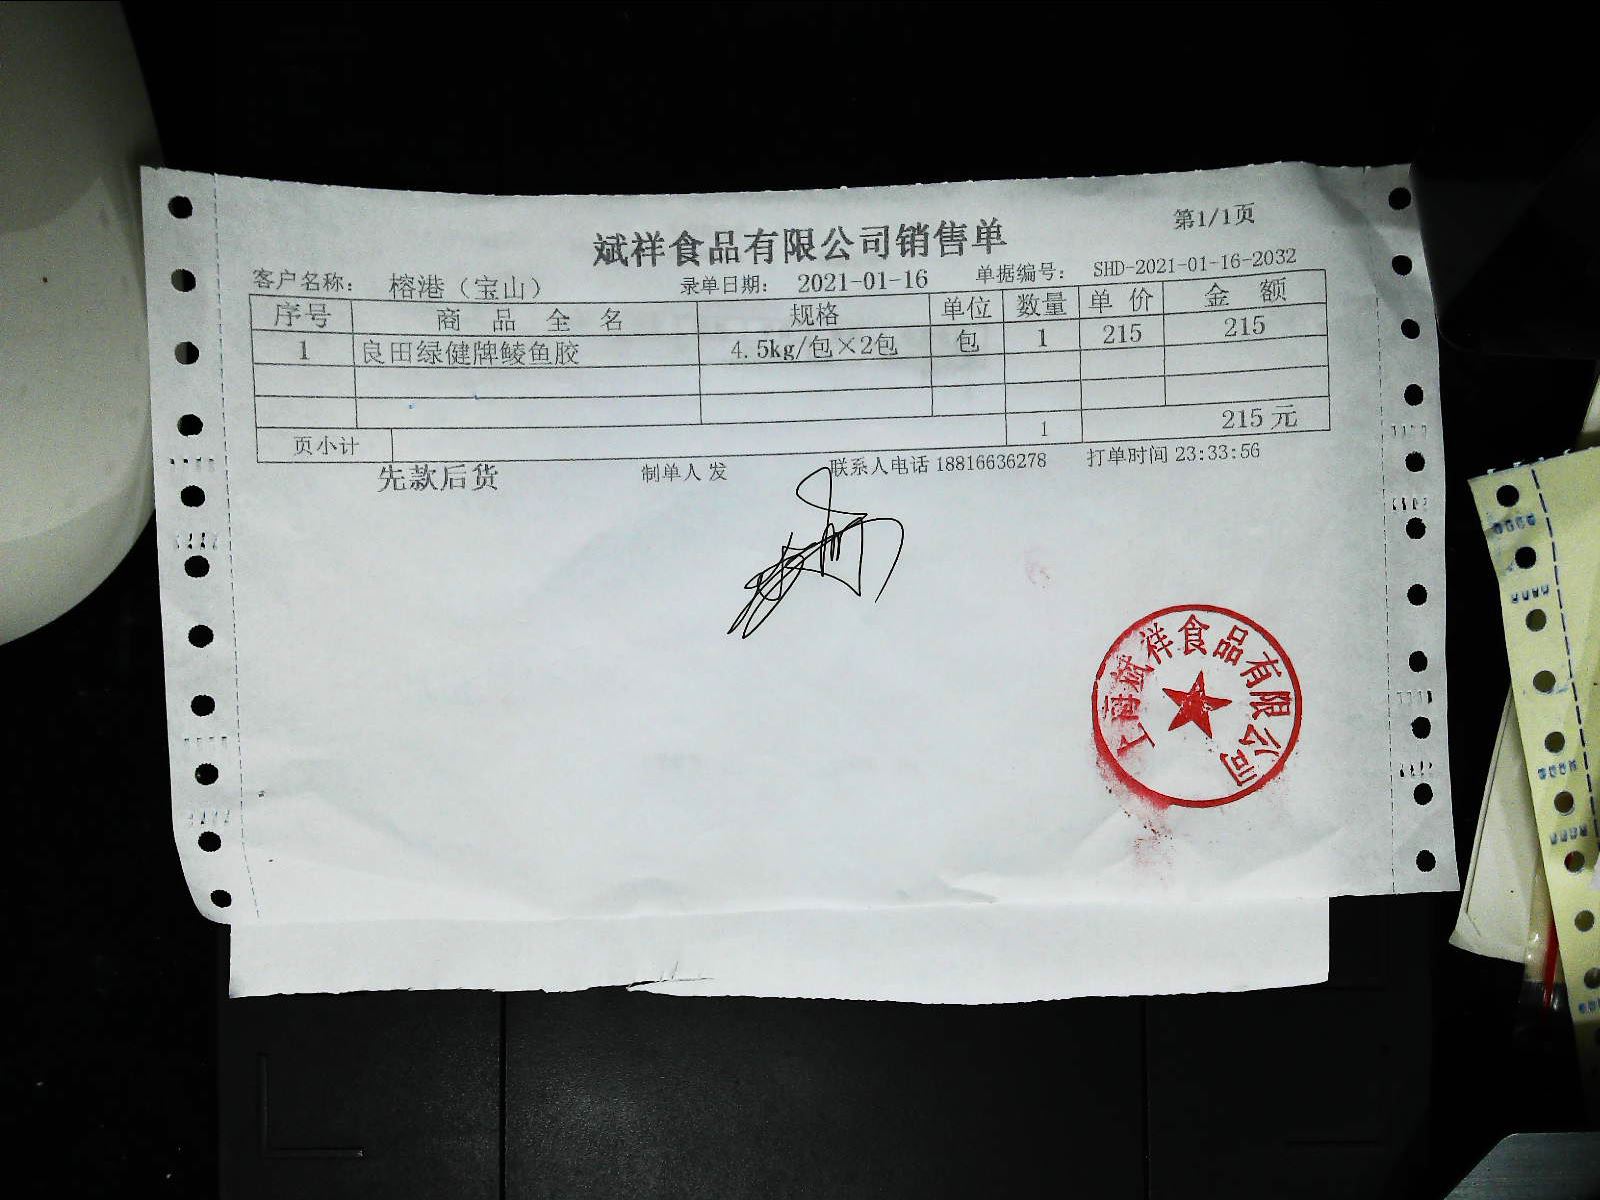 斌祥食品有限公司销售单
第1/1页
客户名称： 榕港（宝山） 录单日期： 2021-01-16 单据编号： SHD-2021-01-16-2032
序号 商品全名 规格 单位 数量 单价 金额
1 良田绿健牌鲮鱼胶 4.5kg/包×2包 包 1 215 215
页小计 1 215元
先款后货 制单人 发 联系人电话 18816636278 打单时间 23:33:56
上海斌祥食品有限公司